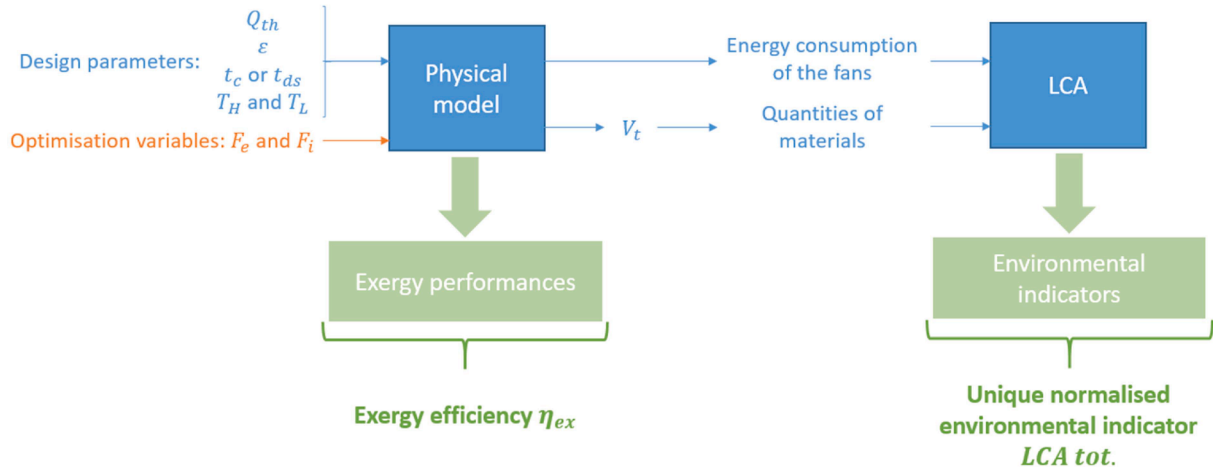 Design parameters:
Q_th
ε
t_c or t_ds
T_H and T_L
Optimisation variables: F_e and F_i
Physical
model
Energy consumption
of the fans
V_t
Quantities of
materials
LCA
Exergy performances
Environmental
indicators
Exergy efficiency η_ex
Unique normalised
environmental indicator
LCA tot.